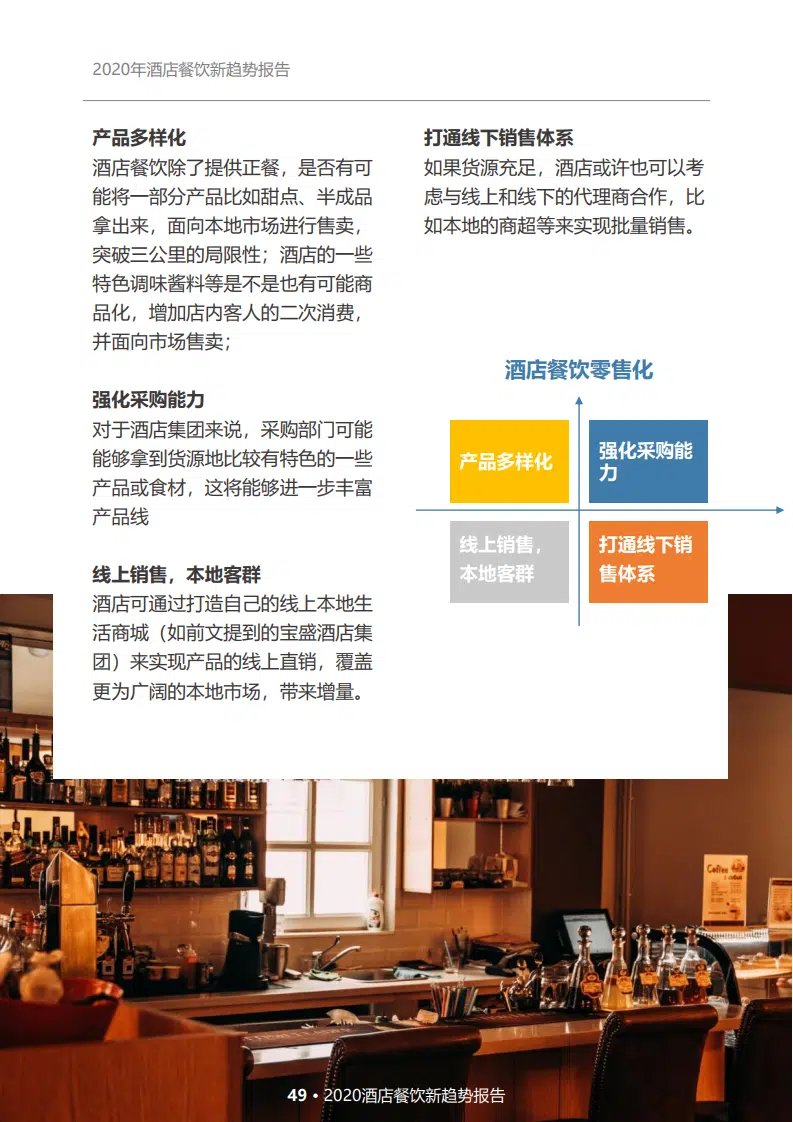 2020年酒店餐饮新趋势报告
产品多样化
酒店餐饮除了提供正餐，是否有可
能将一部分产品比如甜点、半成品
拿出来，面向本地市场进行售卖，
突破三公里的局限性；酒店的一些
特色调味酱料等是不是也有可能商
品化，增加店内客人的二次消费，
并面向市场售卖；
强化采购能力
对于酒店集团来说，采购部门可能
能够拿到货源地比较有特色的一些
产品或食材，这将能够进一步丰富
产品线
线上销售，本地客群
酒店可通过打造自己的线上本地生
活商城（如前文提到的宝盛酒店集
团）来实现产品的线上直销，覆盖
更为广阔的本地市场，带来增量。
打通线下销售体系
如果货源充足，酒店或许也可以考
虑与线上和线下的代理商合作，比
如本地的商超等来实现批量销售。
酒店餐饮零售化
产品多样化
强化采购能
力
线上销售，
本地客群
打通线下销
售体系
Coffee
49 • 2020酒店餐饮新趋势报告